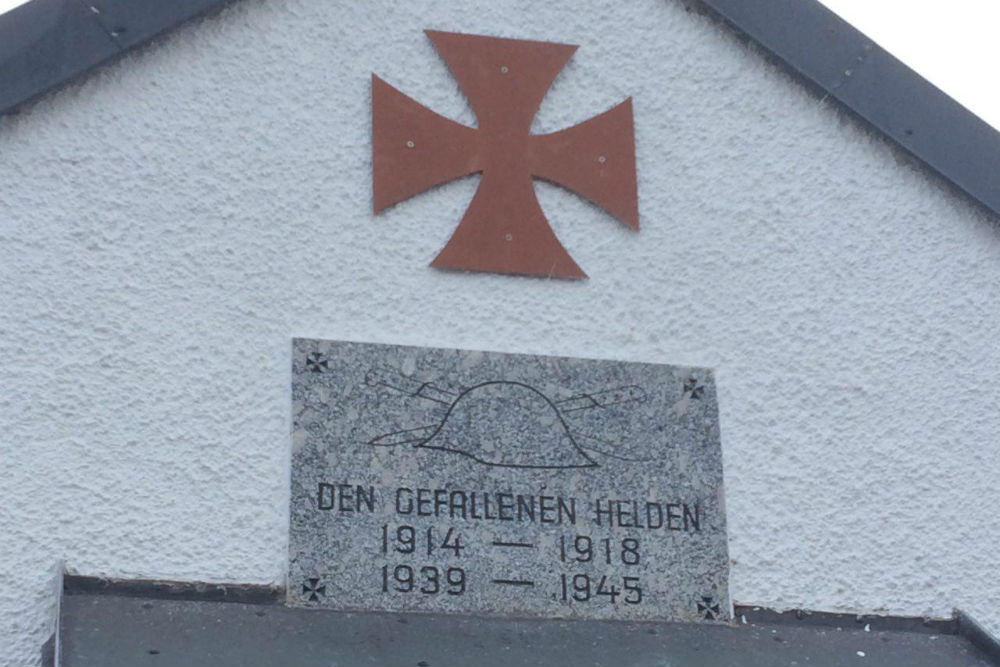 DEN GEFALLENEN HELDEN
1914 — 1918
1939 — 1945